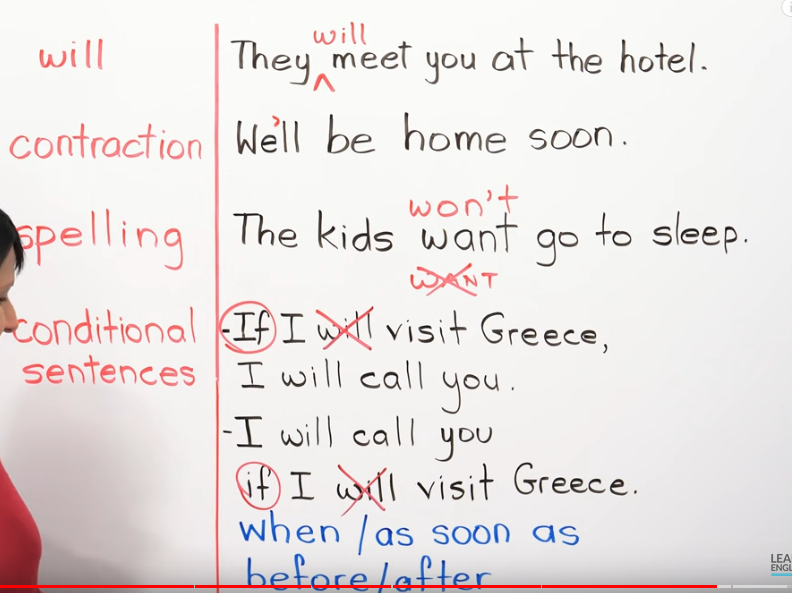 will
will
They ^ meet you at the hotel.
contraction
We'll be home soon.
won't
spelling
The kids want go to sleep.
WANT
conditional
-If I will visit Greece,
sentences
I will call you.
-I will call you
if I will visit Greece.
when / as soon as
before/after
LEA
ENGL